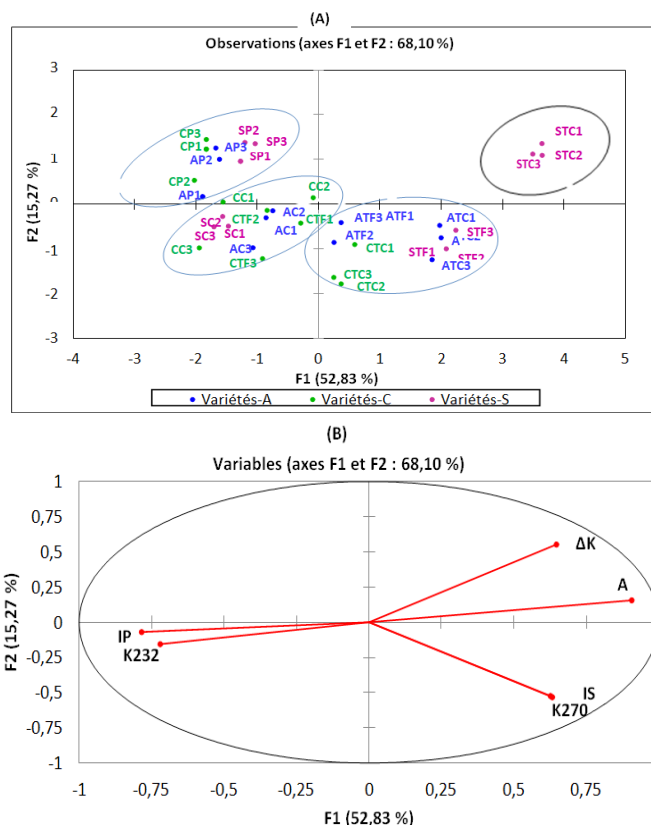 (A)
Observations (axes F1 et F2 : 68,10 %)
3
2
1
0
-1
-2
-3
F2 (15,27 %)
CP3
CP1
AP3
AP2
SP2
SP3
SP1
CP2
AP1
CC1
CC2
SC2
SC3
SC1
CTF2
AC2
AC1
CTF1
CC3
AC3
CTF3
ATF3
ATF1
ATF2
CTC1
ATC1
STF3
ATC2
STF1
STF2
ATC3
CTC3
CTC2
STC1
STC3
STC2
-4
-3
-2
-1
0
1
2
3
4
5
F1 (52,83 %)
Variétés-A
Variétés-C
Variétés-S
(B)
Variables (axes F1 et F2 : 68,10 %)
1
0,75
0,5
0,25
0
-0,25
-0,5
-0,75
-1
F2 (15,27 %)
ΔK
A
IP
K232
IS
K270
-1
-0,75
-0,5
-0,25
0
0,25
0,5
0,75
F1 (52,83 %)